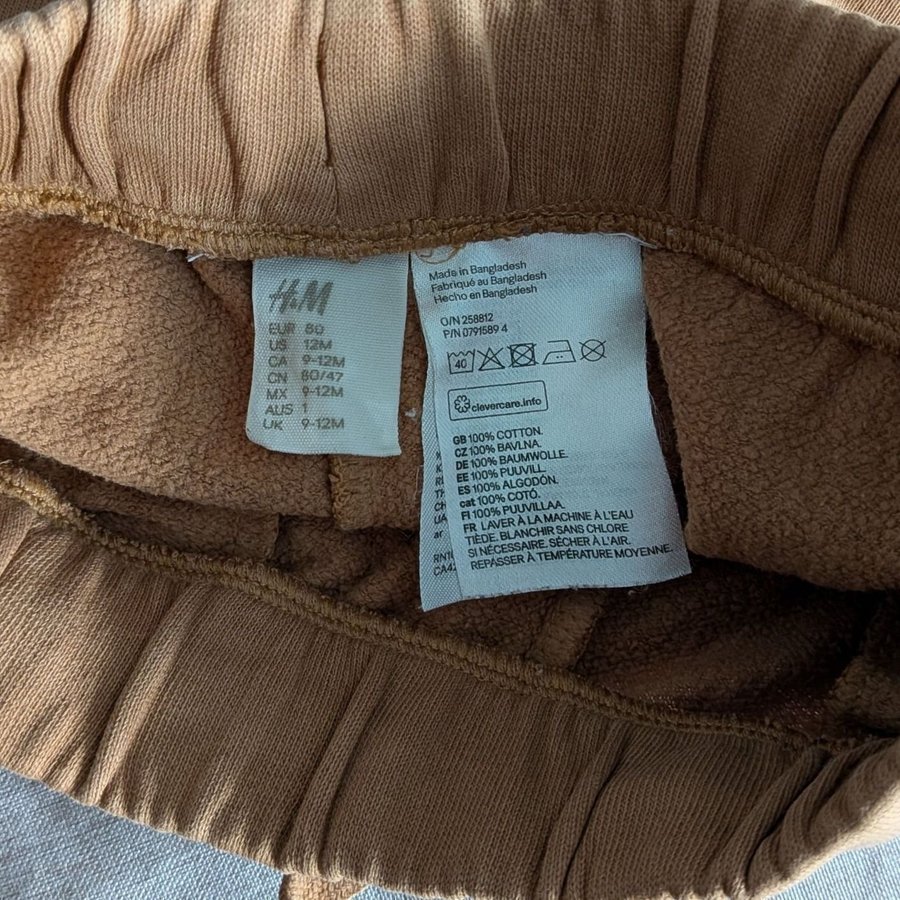 H&M
EUR 80
US 12M
CA 9-12M
CN 80/47
MX 9-12M
AUS 1
UK 9-12M
Made in Bangladesh
Fabriqué au Bangladesh
Hecho en Bangladesh
O/N 258812
P/N 0791589 4
40
clevercare.info
GB 100% COTTON.
CZ 100% BAVLNA.
DE 100% BAUMWOLLE.
EE 100% PUUVILL.
ES 100% ALGODÓN.
cat 100% COTÓ.
FI 100% PUUVILLAA.
FR LAVER À LA MACHINE À L'EAU
TIÈDE. BLANCHIR SANS CHLORE
SI NÉCESSAIRE. SÉCHER À L'AIR.
REPASSER À TEMPÉRATURE MOYENNE.
UA
ar